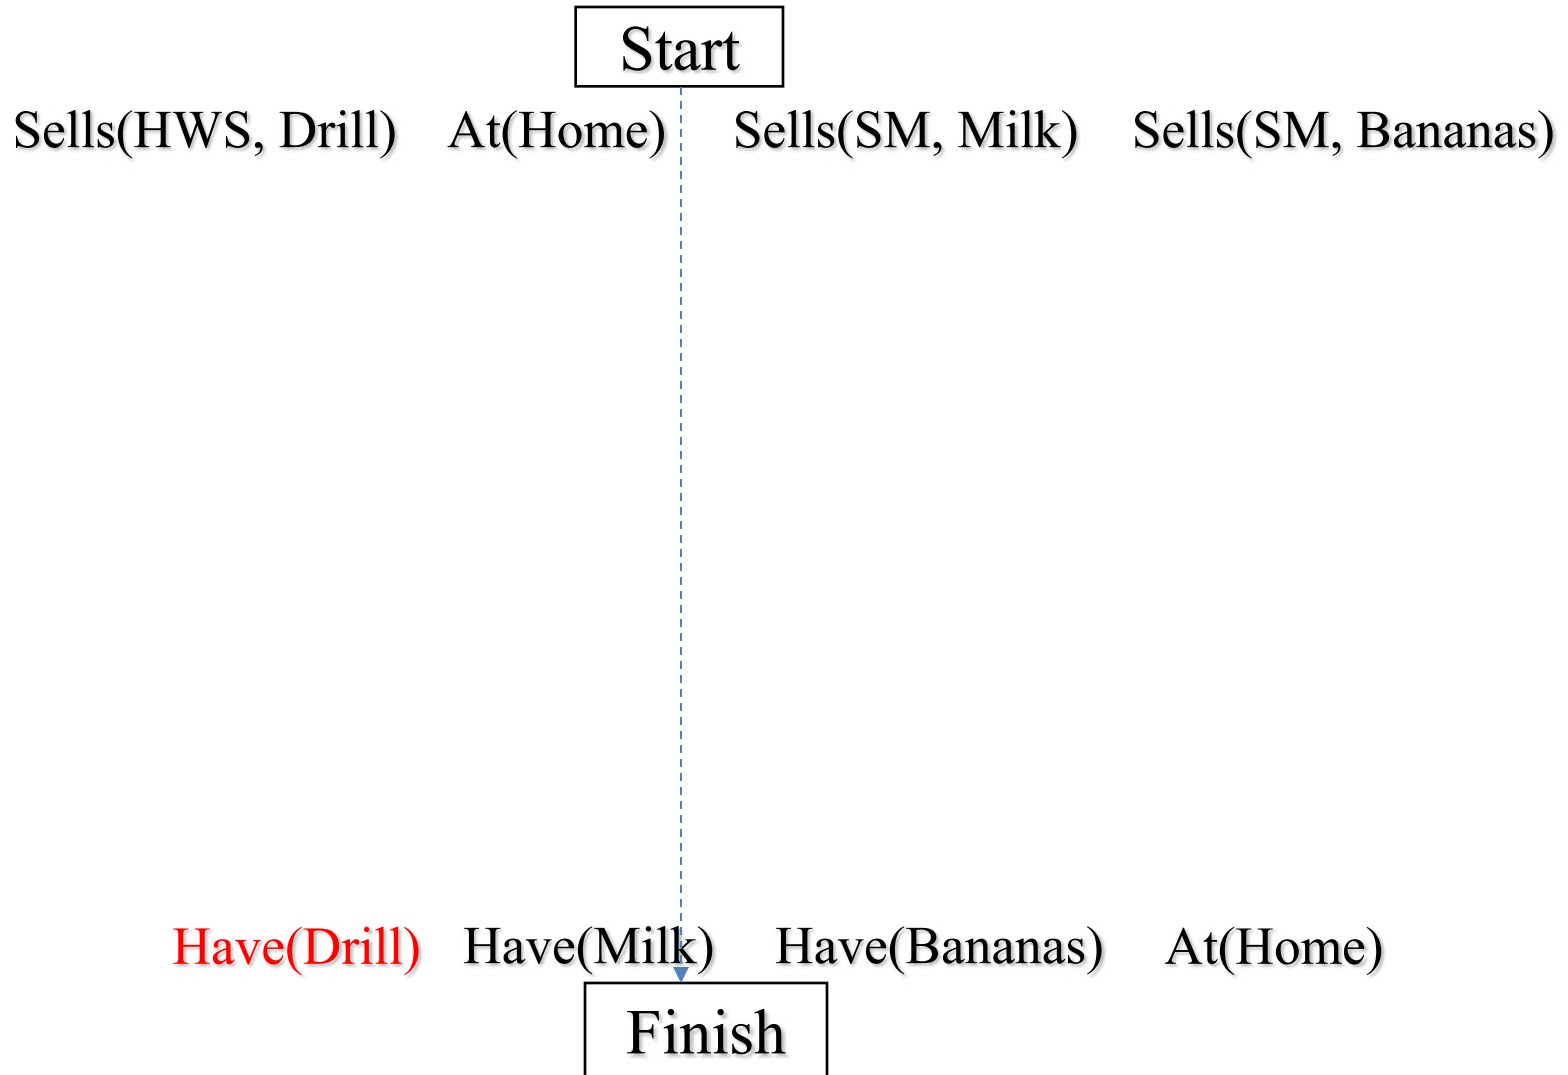 Start
Sells(HWS, Drill) At(Home) Sells(SM, Milk) Sells(SM, Bananas)
Have(Drill) Have(Milk) Have(Bananas) At(Home)
Finish